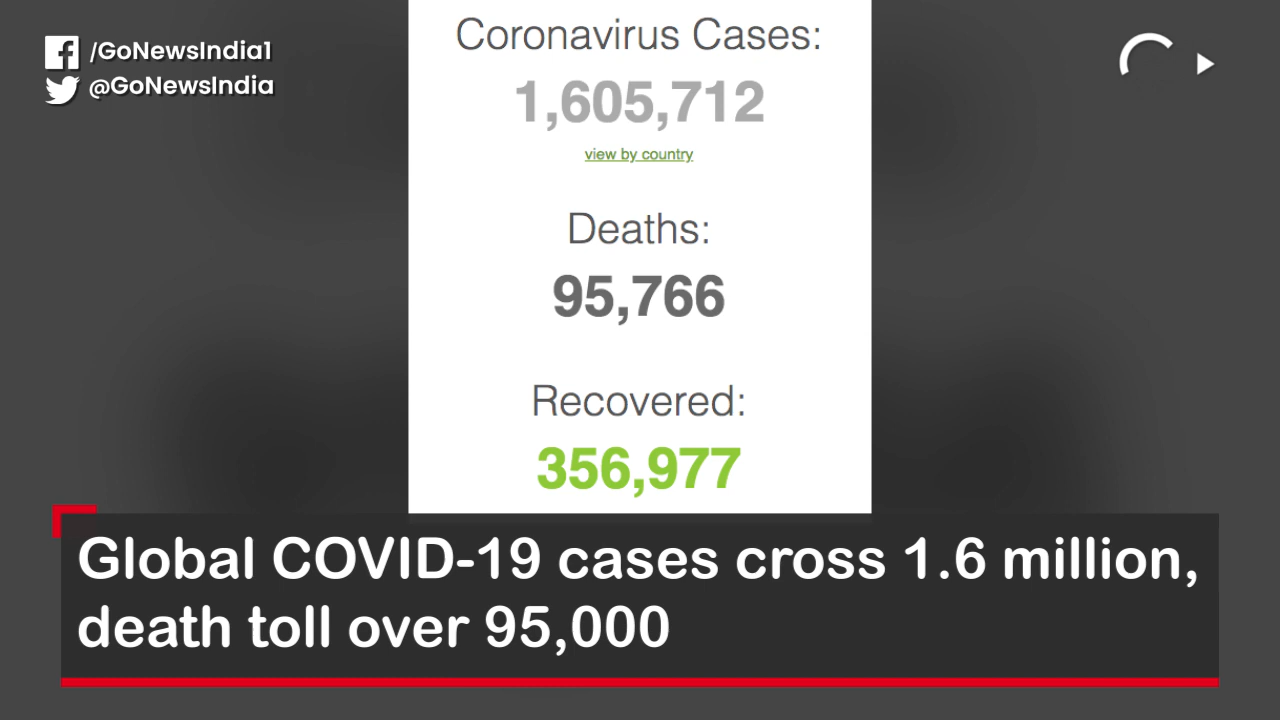 /GoNewsIndia1
@GoNewsIndia
Coronavirus Cases:
1,605,712
view by country
Deaths:
95,766
Recovered:
356,977
Global COVID-19 cases cross 1.6 million,
death toll over 95,000